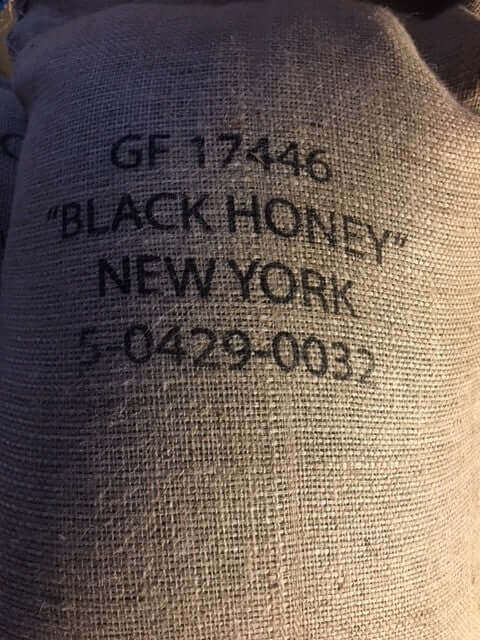 GF 17446
"BLACK HONEY"
NEW YORK
5-0429-0032